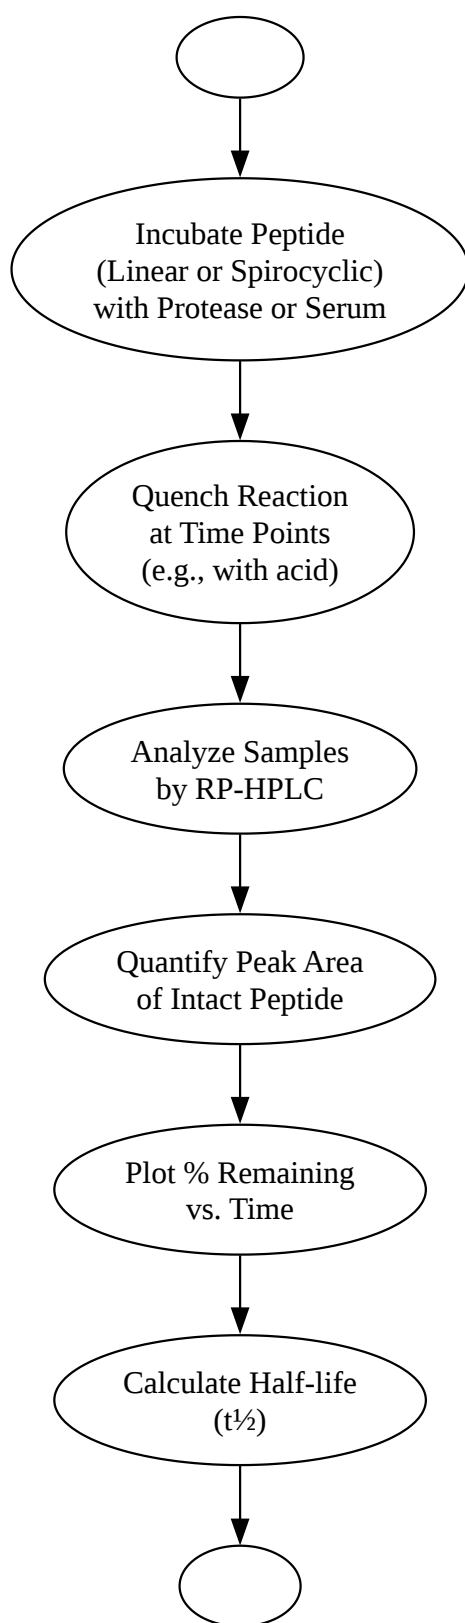 Incubate Peptide
(Linear or Spirocyclic)
with Protease or Serum
Quench Reaction
at Time Points
(e.g., with acid)
Analyze Samples
by RP-HPLC
Quantify Peak Area
of Intact Peptide
Plot % Remaining
vs. Time
Calculate Half-life
(t½)